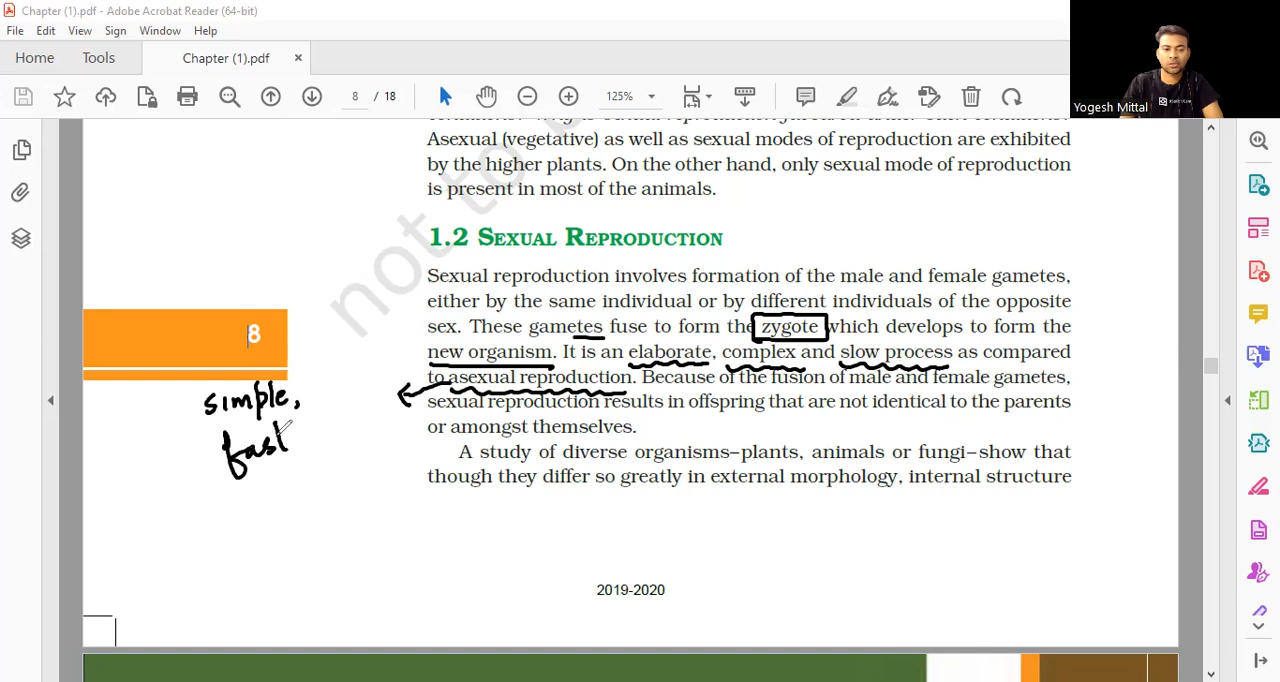 Chapter (1).pdf - Adobe Acrobat Reader (64-bit)
File Edit View Sign Window Help
Home Tools Chapter (1).pdf ×
8 / 18 125%
Yogesh Mittal
Asexual (vegetative) as well as sexual modes of reproduction are exhibited
by the higher plants. On the other hand, only sexual mode of reproduction
is present in most of the animals.
not to b
1.2 SEXUAL REPRODUCTION
Sexual reproduction involves formation of the male and female gametes,
either by the same individual or by different individuals of the opposite
sex. These gametes fuse to form the zygote which develops to form the
new organism. It is an elaborate, complex and slow process as compared
to asexual reproduction. Because of the fusion of male and female gametes,
sexual reproduction results in offspring that are not identical to the parents
or amongst themselves.
A study of diverse organisms–plants, animals or fungi–show that
though they differ so greatly in external morphology, internal structure
8
simple,
fast
2019-2020